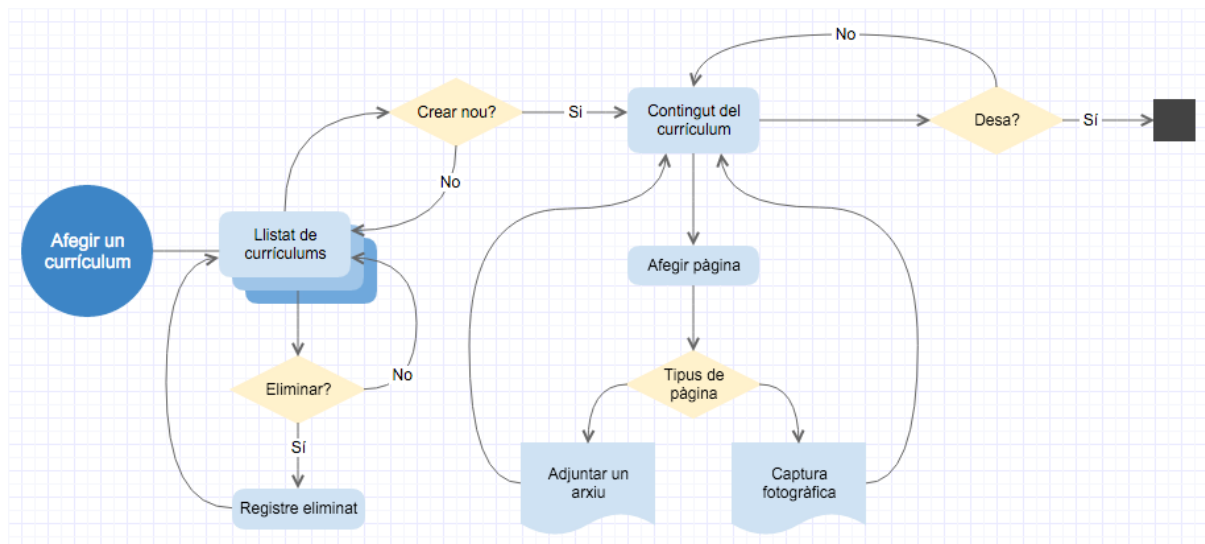 No
Crear nou?
Si
Contingut del
currículum
Desa?
Sí
No
Afegir un
currículum
Llistat de
currículums
Afegir pàgina
Eliminar?
No
Tipus de
pàgina
Sí
Adjuntar un
arxiu
Captura
fotogràfica
Registre eliminat